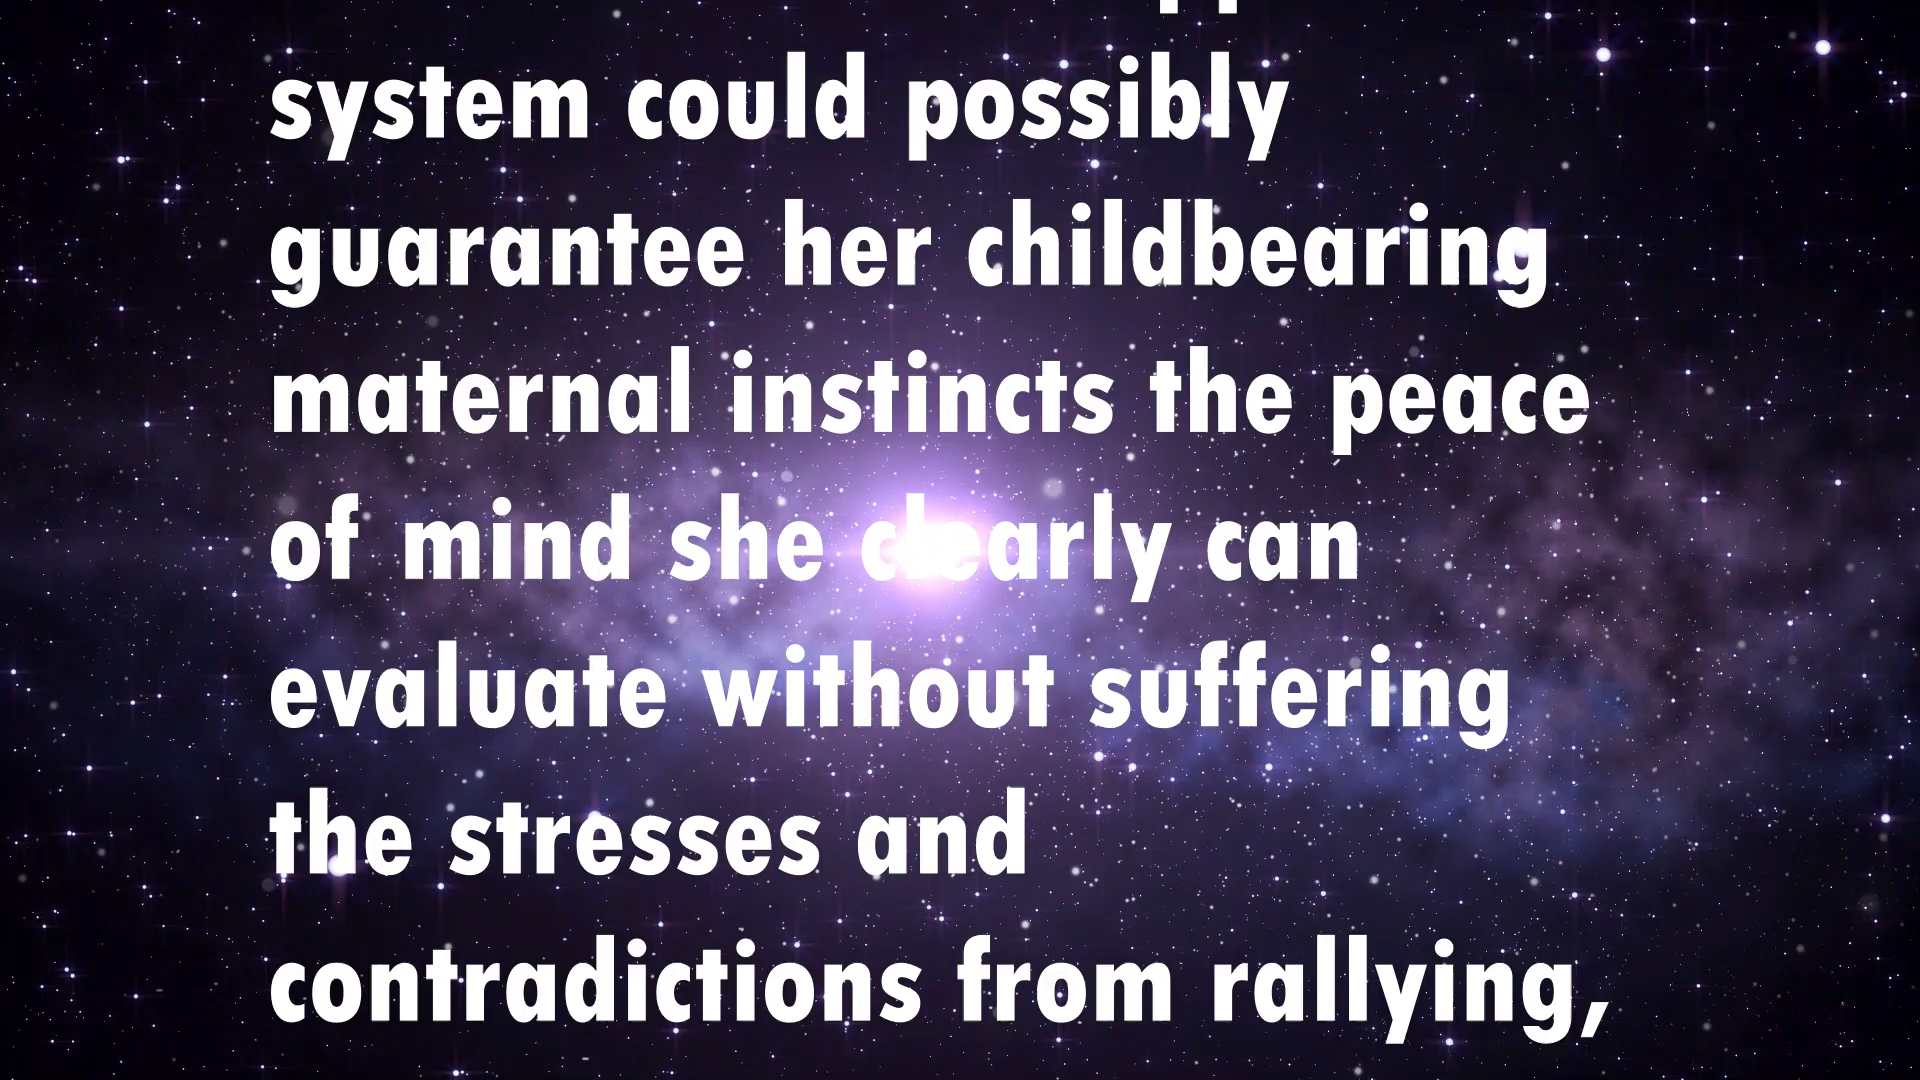 system could possibly
guarantee her childbearing
maternal instincts the peace
of mind she clearly can
evaluate without suffering
the stresses and
contradictions from rallying,